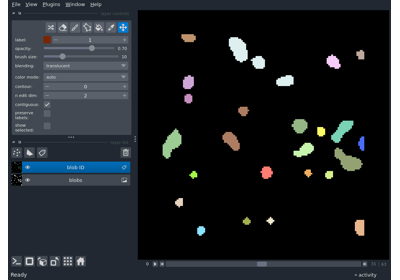 File View Plugins Window Help
label: 1
opacity: 0.70
brush size: 10
blending: translucent
color mode: auto
contour: 0
n edit dim: 2
contiguous:
preserve
labels:
show
selected:
blob ID
blobs
0
activity